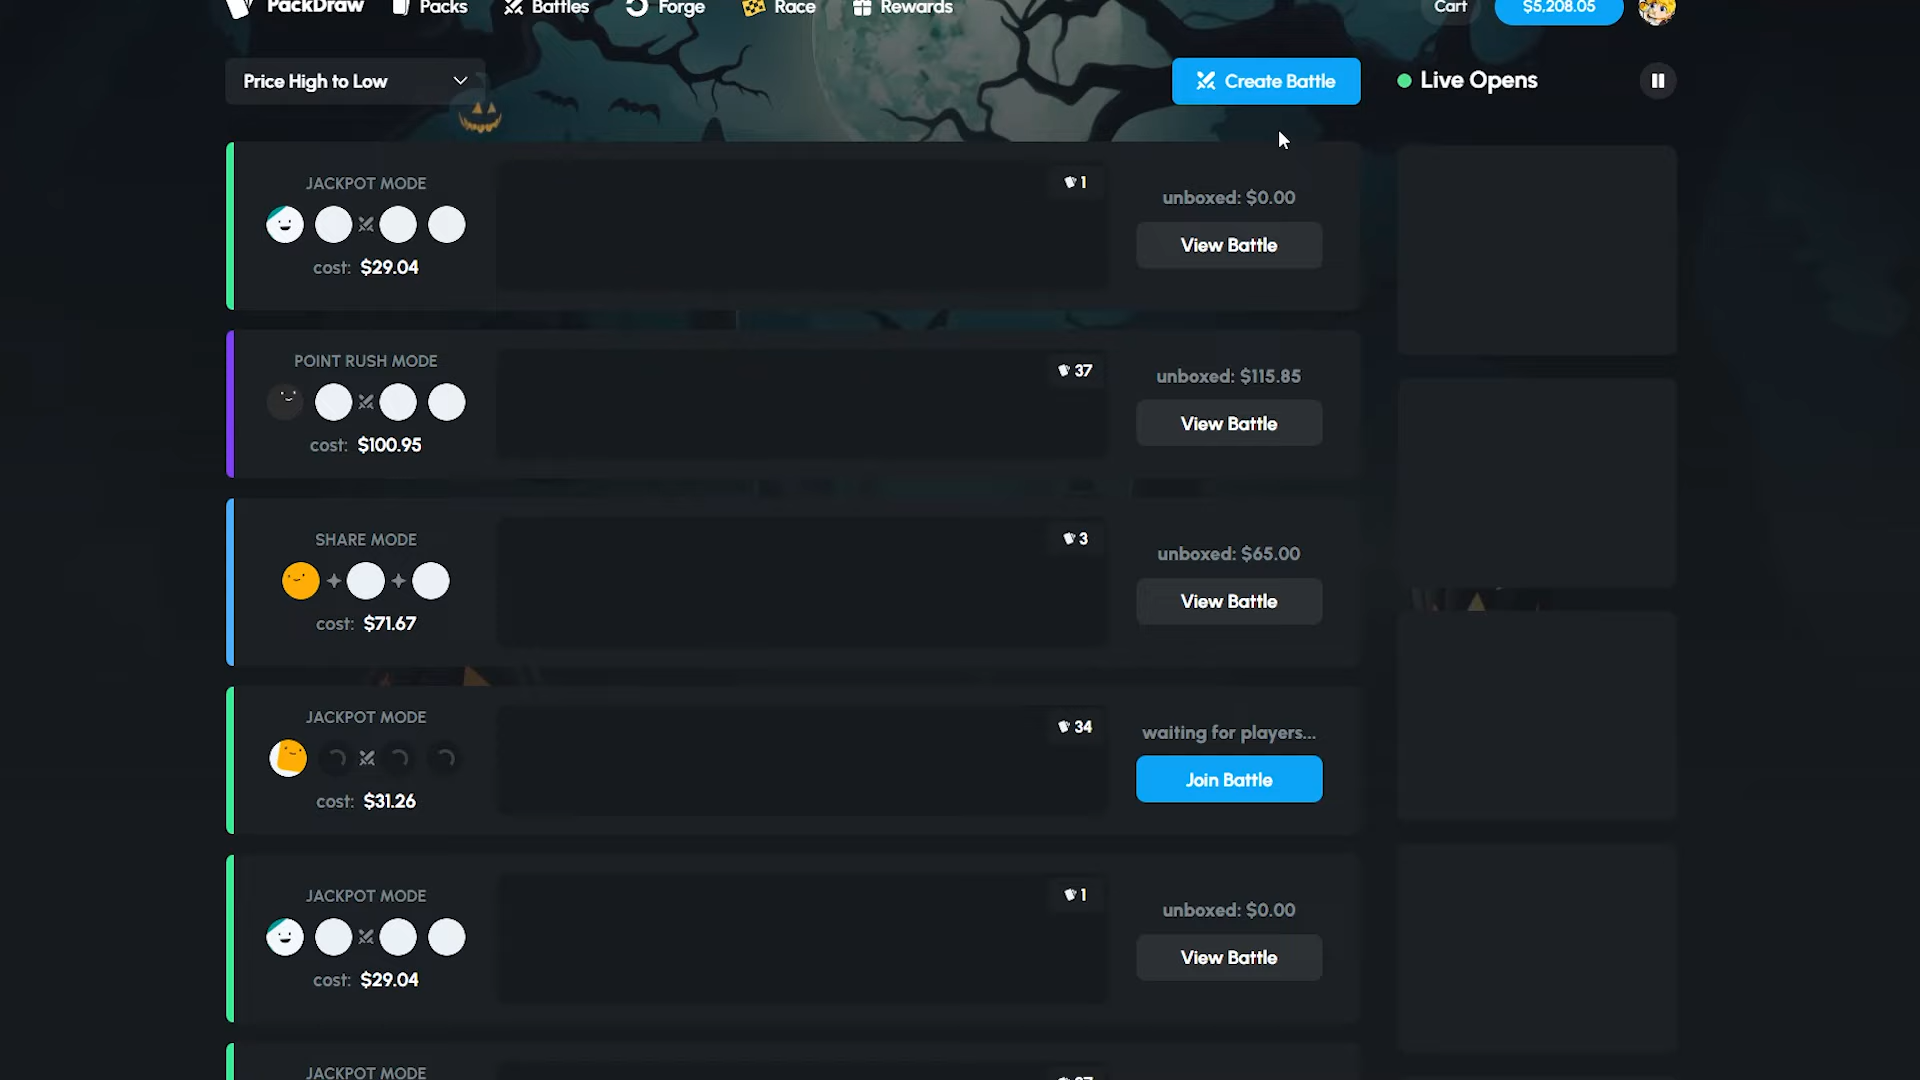 PackDraw Packs Battles Forge Race Rewards Cart $5,208.05
Price High to Low
Create Battle
Live Opens
JACKPOT MODE
cost: $29.04
1
unboxed: $0.00
View Battle
POINT RUSH MODE
cost: $100.95
37
unboxed: $115.85
View Battle
SHARE MODE
cost: $71.67
3
unboxed: $65.00
View Battle
JACKPOT MODE
cost: $31.26
34
waiting for players...
Join Battle
JACKPOT MODE
cost: $29.04
1
unboxed: $0.00
View Battle
JACKPOT MODE